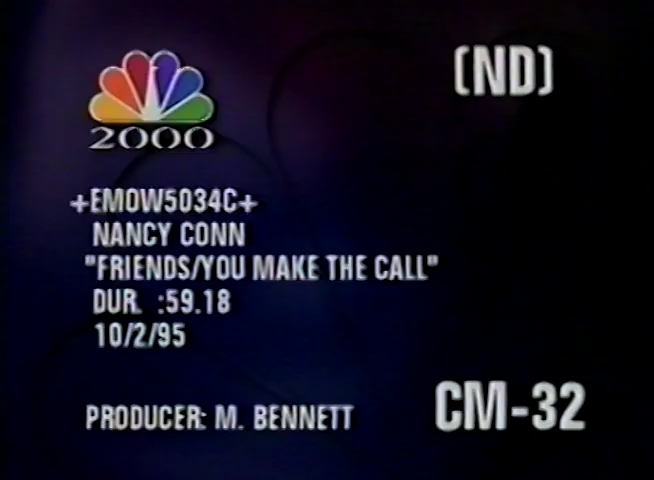 (ND)
2000
+EMOW5034C+
NANCY CONN
"FRIENDS/YOU MAKE THE CALL"
DUR. :59.18
10/2/95
PRODUCER: M. BENNETT
CM-32